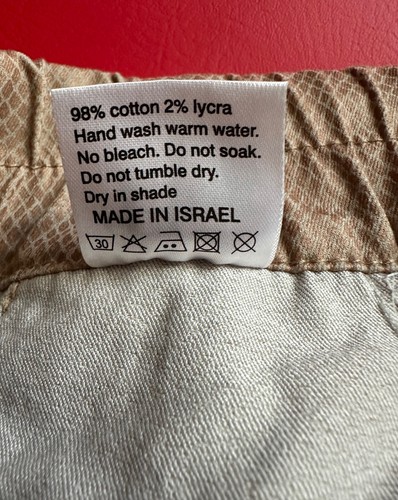 98% cotton 2% lycra
Hand wash warm water.
No bleach. Do not soak.
Do not tumble dry.
Dry in shade
MADE IN ISRAEL
30